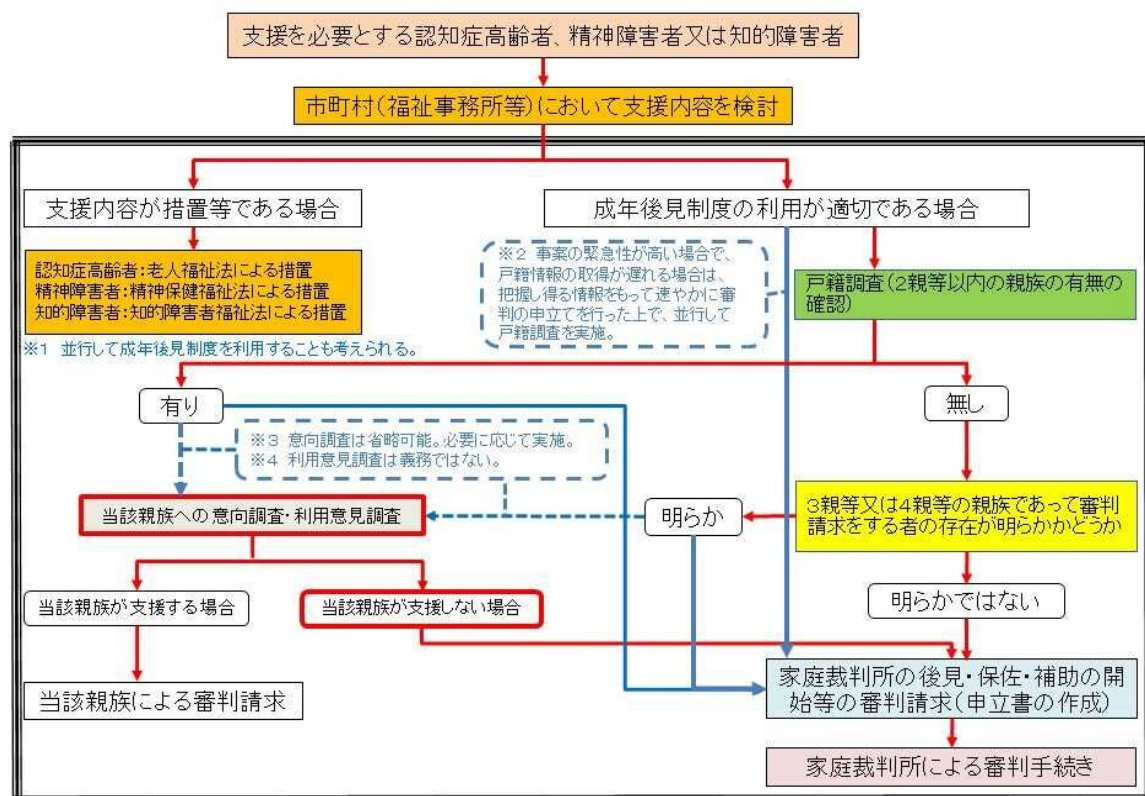 支援を必要とする認知症高齢者、精神障害者又は知的障害者
市町村(福祉事務所等)において支援内容を検討
支援内容が措置等である場合
成年後見制度の利用が適切である場合
認知症高齢者:老人福祉法による措置
精神障害者:精神保健福祉法による措置
知的障害者:知的障害者福祉法による措置
※1 並行して成年後見制度を利用することも考えられる。
※2 事案の緊急性が高い場合で、
戸籍情報の取得が遅れる場合は、
把握し得る情報をもって速やかに審
判の申立てを行った上で、並行して
戸籍調査を実施。
戸籍調査(2親等以内の親族の有無の
確認)
有り
無し
※3 意向調査は省略可能。必要に応じて実施。
※4 利用意見調査は義務ではない。
当該親族への意向調査・利用意見調査
明らか
3親等又は4親等の親族であって審判
請求をする者の存在が明らかかどうか
当該親族が支援する場合
当該親族が支援しない場合
明らかではない
当該親族による審判請求
家庭裁判所の後見・保佐・補助の開
始等の審判請求(申立書の作成)
家庭裁判所による審判手続き